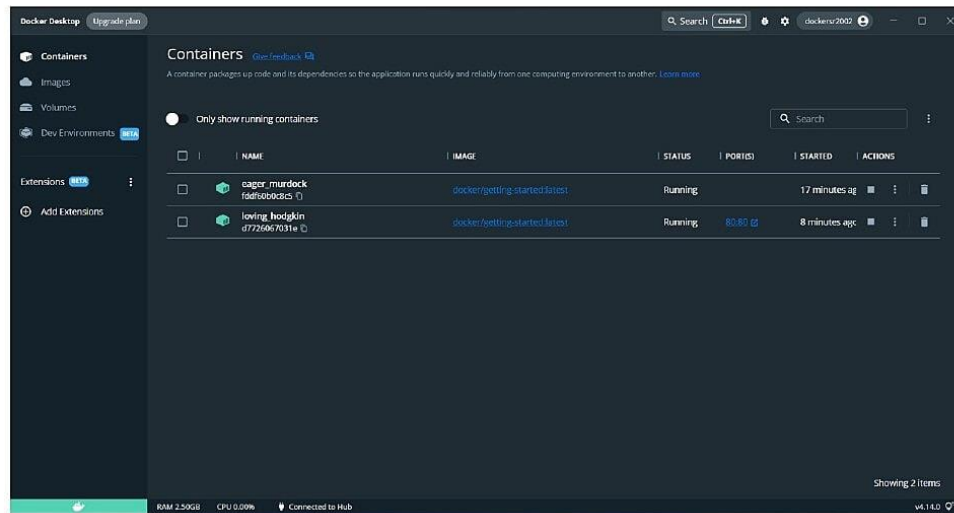 Docker Desktop Upgrade plan Search Ctrl+K dockersr2002
Containers
Images
Volumes
Dev Environments BETA
Extensions BETA
Add Extensions
Containers Give feedback
A container packages up code and its dependencies so the application runs quickly and reliably from one computing environment to another. Learn more
Only show running containers Search
NAME IMAGE STATUS PORT(S) STARTED ACTIONS
eager_murdock docker/getting-started:latest Running 17 minutes ag
fddf60b0c8c5
loving_hodgkin docker/getting-started:latest Running 80:80 8 minutes agc
d7726067031e
Showing 2 items
RAM 2.50GB CPU 0.00% Connected to Hub v4.14.0